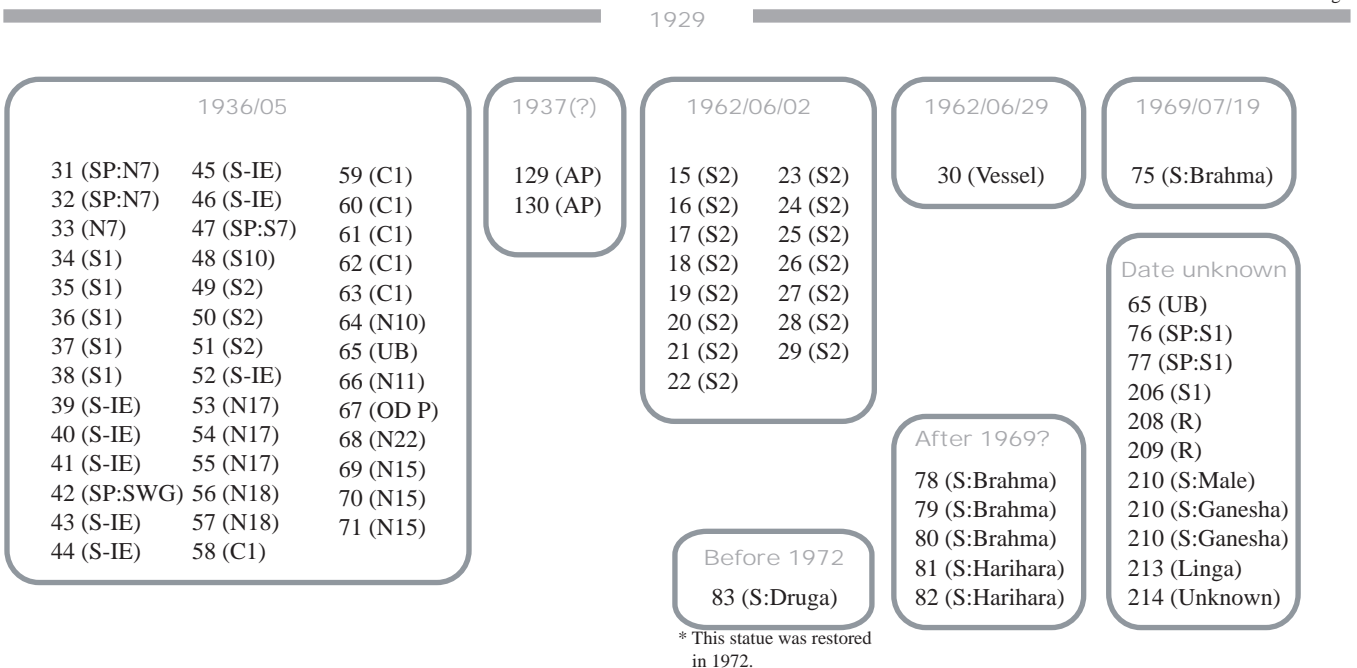 1929
1936/05
31 (SP:N7)
32 (SP:N7)
33 (N7)
34 (S1)
35 (S1)
36 (S1)
37 (S1)
38 (S1)
39 (S-IE)
40 (S-IE)
41 (S-IE)
42 (SP:SWG)
43 (S-IE)
44 (S-IE)
45 (S-IE)
46 (S-IE)
47 (SP:S7)
48 (S10)
49 (S2)
50 (S2)
51 (S2)
52 (S-IE)
53 (N17)
54 (N17)
55 (N17)
56 (N18)
57 (N18)
58 (C1)
59 (C1)
60 (C1)
61 (C1)
62 (C1)
63 (C1)
64 (N10)
65 (UB)
66 (N11)
67 (OD P)
68 (N22)
69 (N15)
70 (N15)
71 (N15)
1937(?)
129 (AP)
130 (AP)
1962/06/02
15 (S2)
16 (S2)
17 (S2)
18 (S2)
19 (S2)
20 (S2)
21 (S2)
22 (S2)
23 (S2)
24 (S2)
25 (S2)
26 (S2)
27 (S2)
28 (S2)
29 (S2)
1962/06/29
30 (Vessel)
1969/07/19
75 (S:Brahma)
Before 1972
83 (S:Druga)
* This statue was restored
in 1972.
After 1969?
78 (S:Brahma)
79 (S:Brahma)
80 (S:Brahma)
81 (S:Harihara)
82 (S:Harihara)
Date unknown
65 (UB)
76 (SP:S1)
77 (SP:S1)
206 (S1)
208 (R)
209 (R)
210 (S:Male)
210 (S:Ganesha)
210 (S:Ganesha)
213 (Linga)
214 (Unknown)